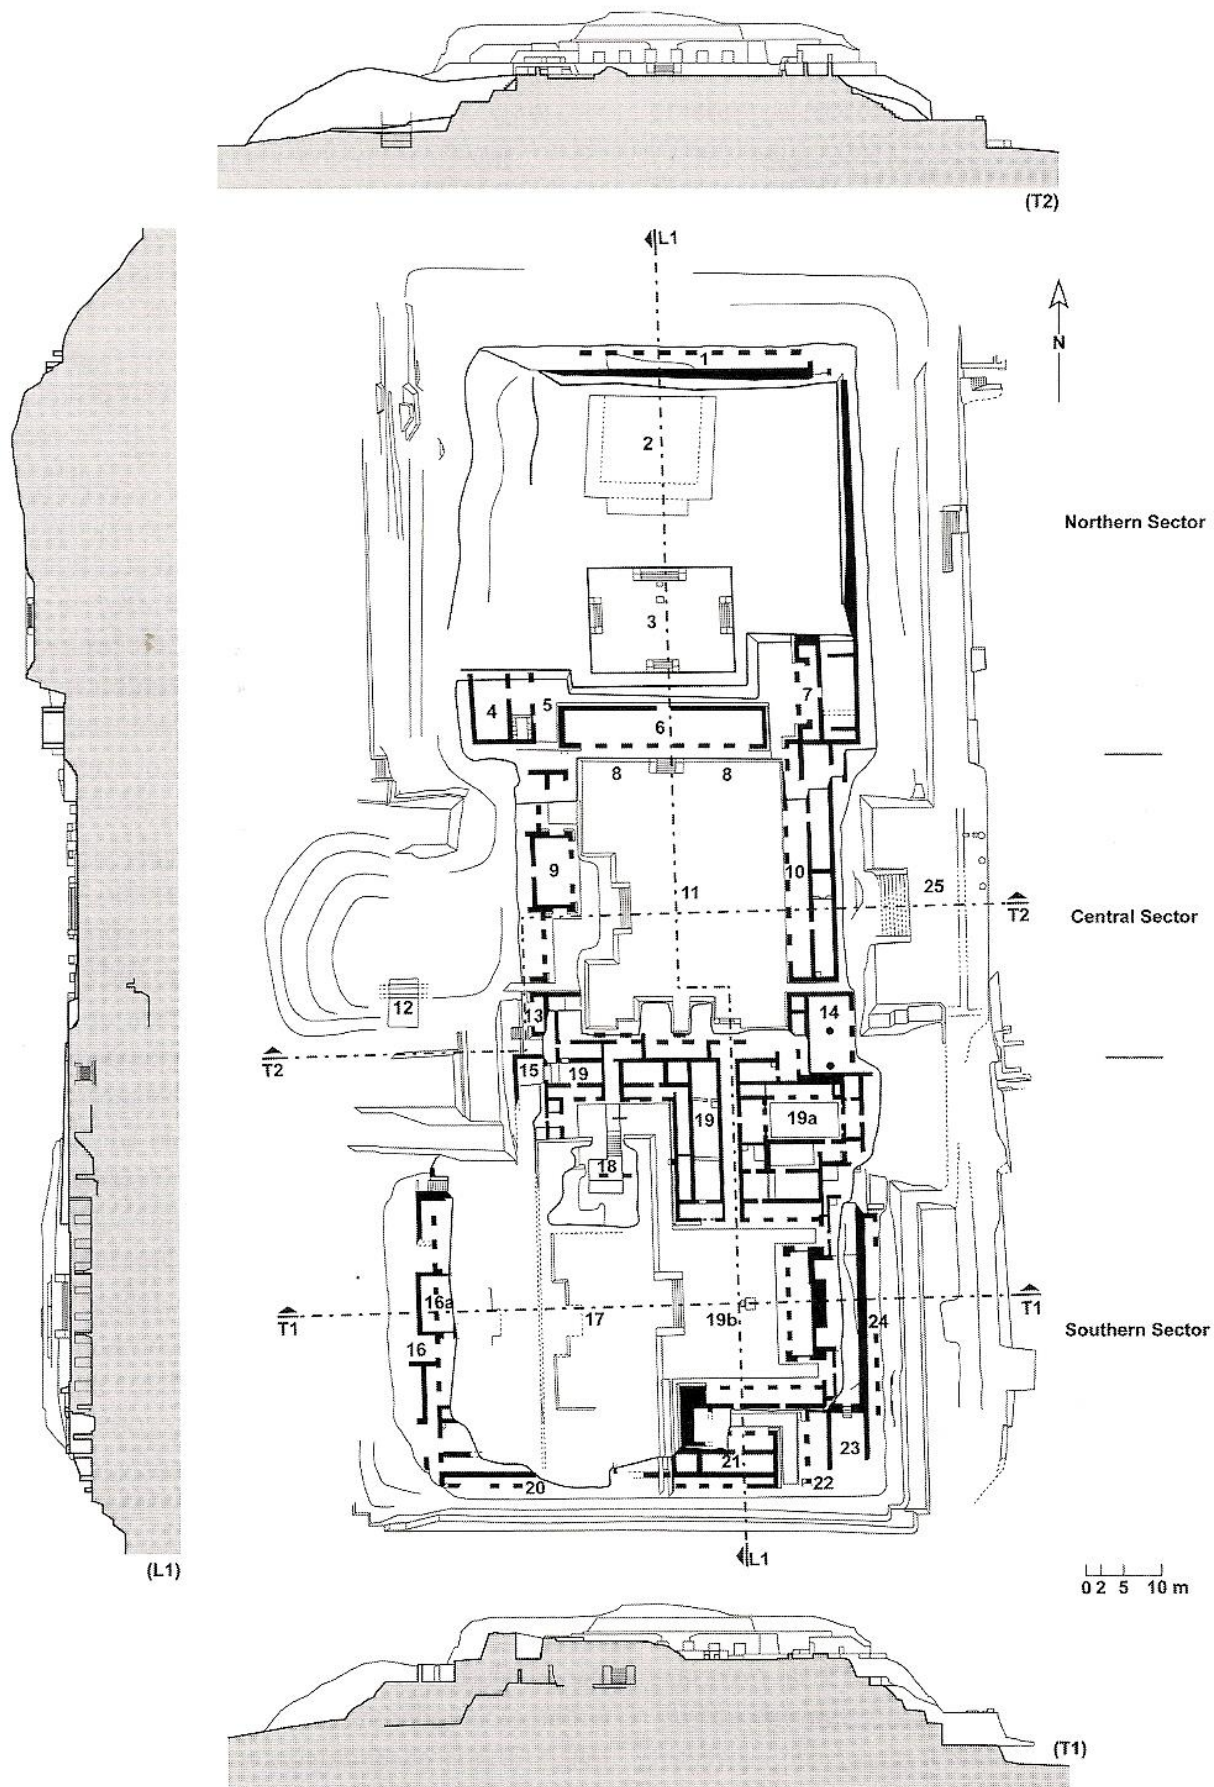 (T2)
L1
N
1
2
Northern Sector
3
7
4
5
6
8
8
9
10
25
11
T2
Central Sector
12
13
14
T2
15
19
19
19a
18
T1
16a
17
19b
24
T1
Southern Sector
16
23
21
22
20
L1
(L1)
0 2 5 10 m
(T1)